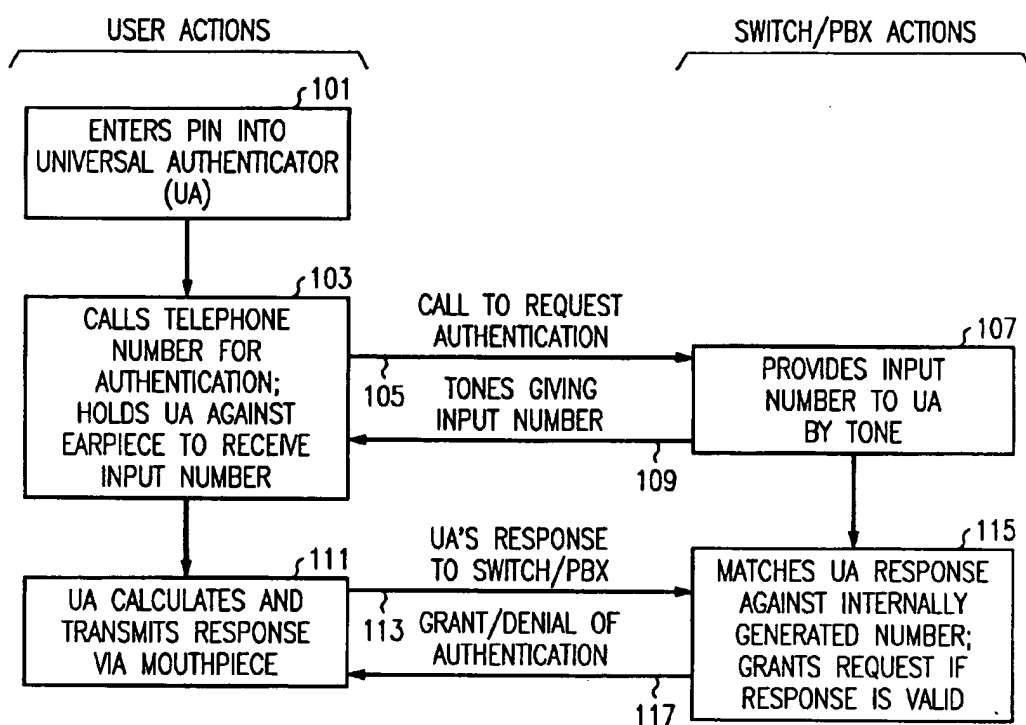 USER ACTIONS
SWITCH/PBX ACTIONS
101
ENTERS PIN INTO
UNIVERSAL AUTHENTICATOR
(UA)
103
CALLS TELEPHONE
NUMBER FOR
AUTHENTICATION;
HOLDS UA AGAINST
EARPIECE TO RECEIVE
INPUT NUMBER
CALL TO REQUEST
AUTHENTICATION
105
TONES GIVING
INPUT NUMBER
109
107
PROVIDES INPUT
NUMBER TO UA
BY TONE
111
UA CALCULATES AND
TRANSMITS RESPONSE
VIA MOUTHPIECE
UA'S RESPONSE
TO SWITCH/PBX
113
GRANT/DENIAL OF
AUTHENTICATION
117
115
MATCHES UA RESPONSE
AGAINST INTERNALLY
GENERATED NUMBER;
GRANTS REQUEST IF
RESPONSE IS VALID